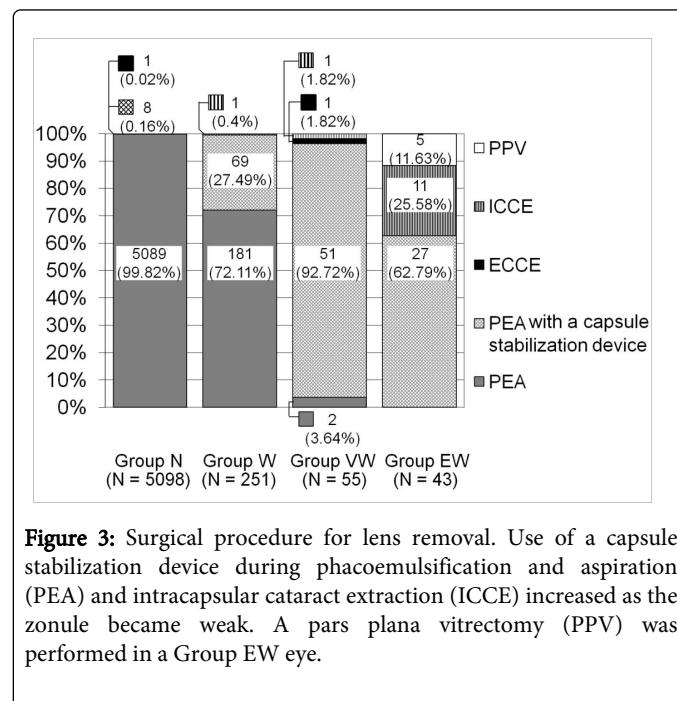 1
(0.02%)
8
(0.16%)
1
(0.4%)
1
(1.82%)
1
(1.82%)
100%
90%
80%
70%
60%
50%
40%
30%
20%
10%
0%
5089
(99.82%)
69
(27.49%)
181
(72.11%)
51
(92.72%)
2
(3.64%)
5
(11.63%)
11
(25.58%)
27
(62.79%)
PPV
ICCE
ECCE
PEA with a capsule
stabilization device
PEA
Group N
(N = 5098)
Group W
(N = 251)
Group VW
(N = 55)
Group EW
(N = 43)
Figure 3: Surgical procedure for lens removal. Use of a capsule
stabilization device during phacoemulsification and aspiration
(PEA) and intracapsular cataract extraction (ICCE) increased as the
zonule became weak. A pars plana vitrectomy (PPV) was
performed in a Group EW eye.